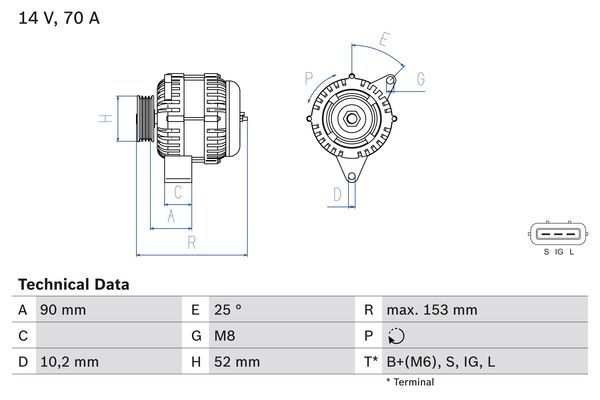 14 V, 70 A
E
P
G
H
D
C
A
R
S IG L
Technical Data
A 90 mm E 25 ° R max. 153 mm
C G M8 P
D 10,2 mm H 52 mm T* B+(M6), S, IG, L
* Terminal